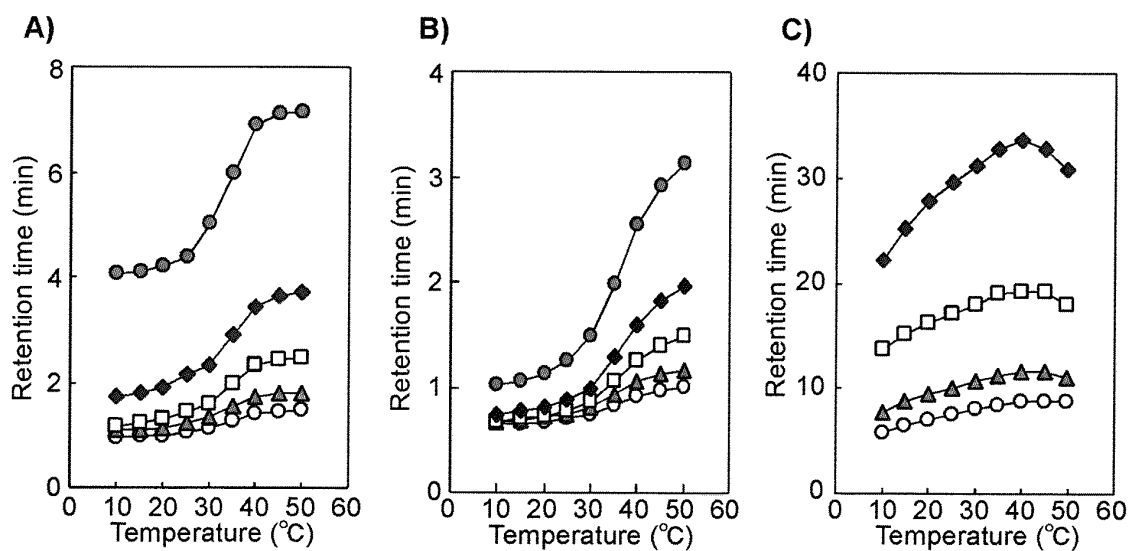 A)
8
6
4
2
0
0 10 20 30 40 50 60
Retention time (min)
Temperature (°C)
B)
4
3
2
1
0
0 10 20 30 40 50 60
Retention time (min)
Temperature (°C)
C)
40
30
20
10
0
0 10 20 30 40 50 60
Retention time (min)
Temperature (°C)